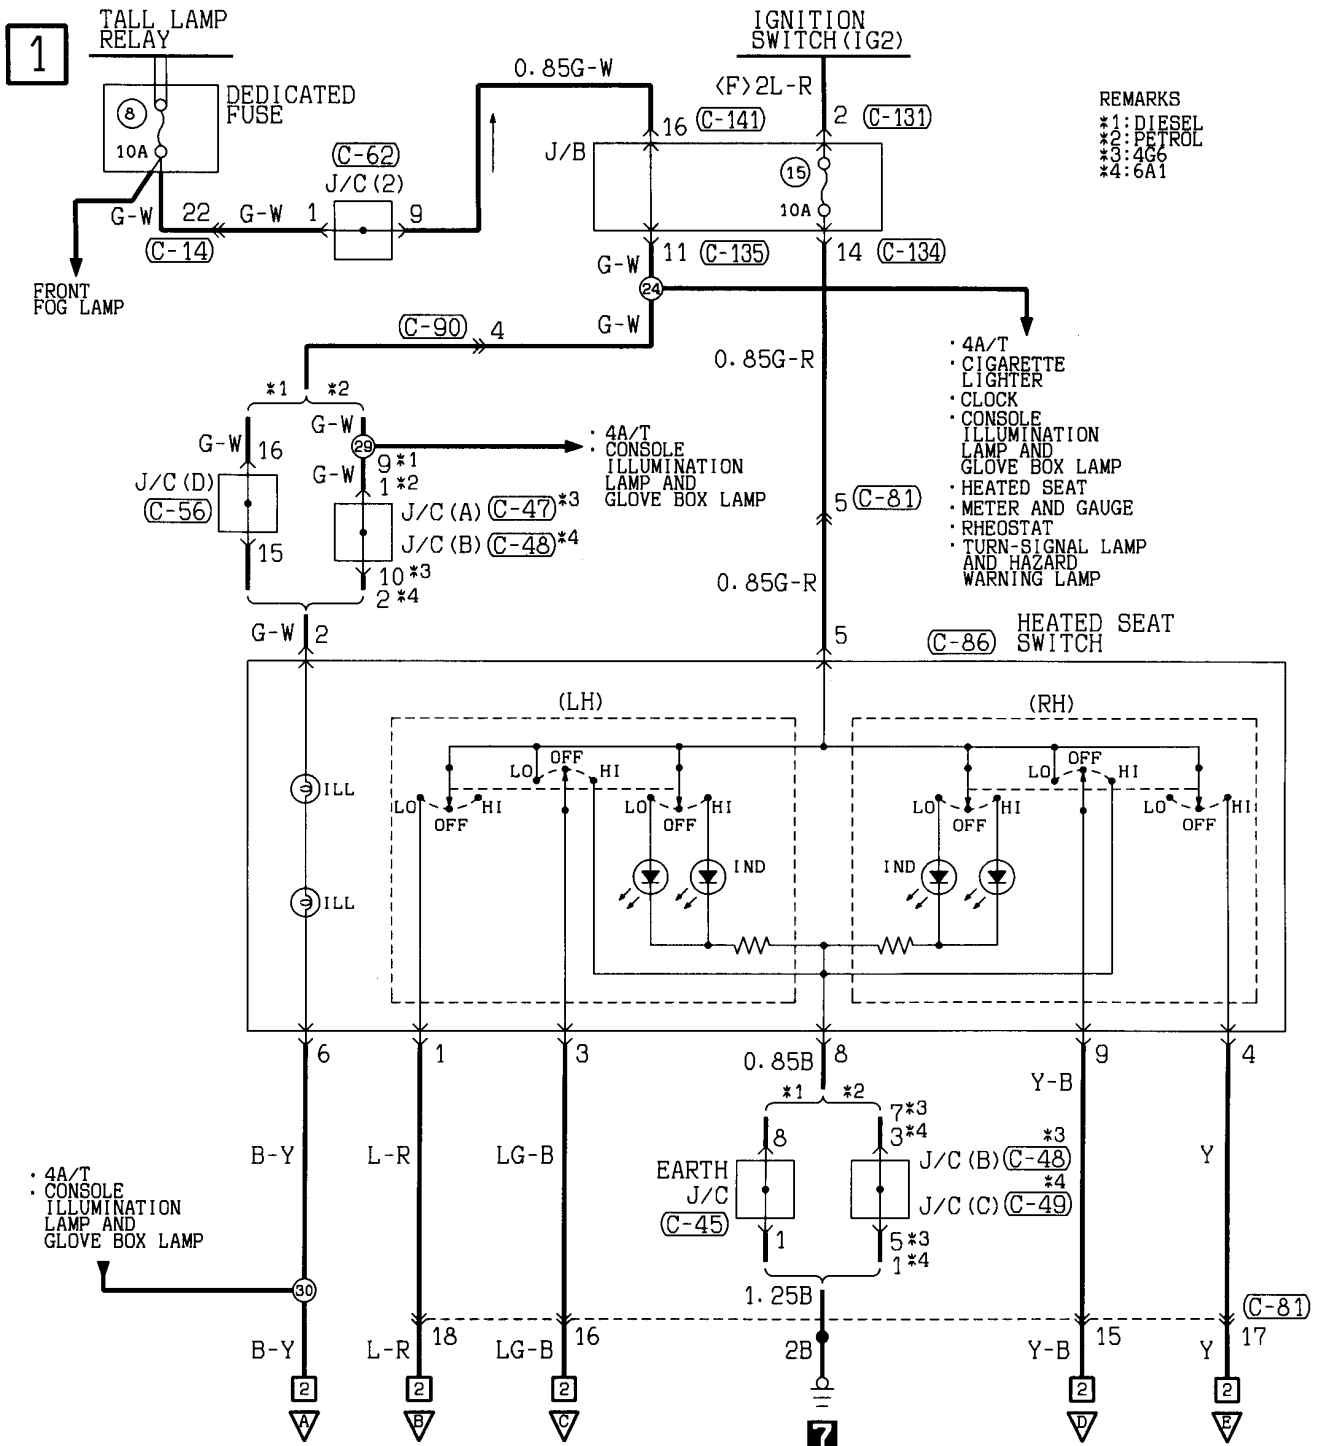 1
TALL LAMP
RELAY
IGNITION
SWITCH(IG2)
0.85G-W
<F>2L-R
DEDICATED
FUSE
8
10A
REMARKS
*1:DIESEL
*2:PETROL
*3:4G6
*4:6A1
16 (C-141)
2 (C-131)
J/B
15
10A
(C-62)
J/C(2)
G-W
22
G-W
1
9
(C-14)
11 (C-135)
14 (C-134)
G-W
24
FRONT
FOG LAMP
G-W
(C-90) 4
0.85G-R
· 4A/T
· CIGARETTE
LIGHTER
· CLOCK
· CONSOLE
ILLUMINATION
LAMP AND
GLOVE BOX LAMP
· HEATED SEAT
· METER AND GAUGE
· RHEOSTAT
· TURN-SIGNAL LAMP
AND HAZARD
WARNING LAMP
*1 *2
G-W
G-W 16
29
· 4A/T
· CONSOLE
ILLUMINATION
LAMP AND
GLOVE BOX LAMP
G-W
9*1
1*2
J/C(D)
(C-56)
J/C(A)(C-47)*3
J/C(B)(C-48)*4
5(C-81)
15
10*3
2*4
0.85G-R
G-W 2
5
(C-86)
HEATED SEAT
SWITCH
(LH)
(RH)
LO OFF HI
LO OFF HI
LO OFF HI
LO OFF HI
LO OFF HI
LO OFF HI
ILL
IND
IND
ILL
6
1
3
0.85B 8
9
4
*1 *2
Y-B
8
7*3
3*4
B-Y
L-R
LG-B
EARTH
J/C
(C-45)
*3
J/C(B)(C-48)
*4
J/C(C)(C-49)
Y
1
5*3
1*4
· 4A/T
· CONSOLE
ILLUMINATION
LAMP AND
GLOVE BOX LAMP
30
1.25B
(C-81)
B-Y
L-R 18
LG-B 16
2B
Y-B 15
Y 17
2
2
2
2
2
A
B
C
7
D
E